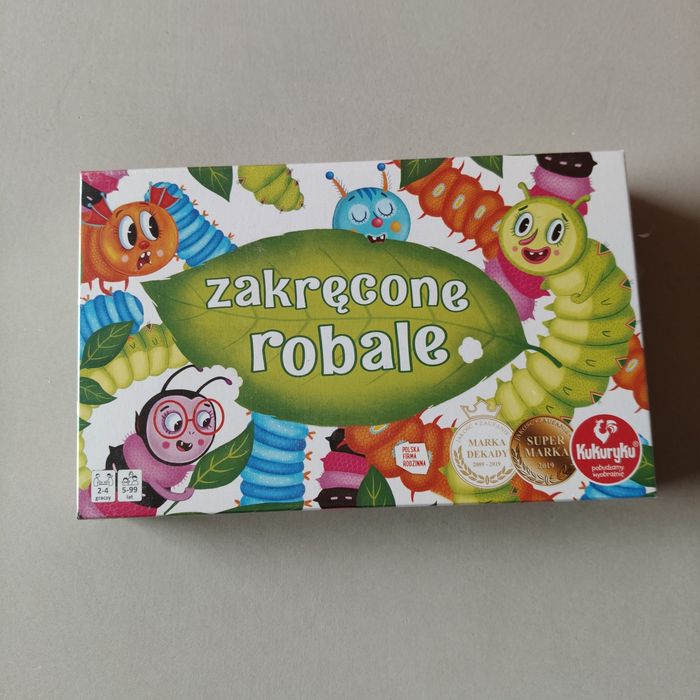 zakręcone
robale
POLSKA
FIRMA
RODZINNA
MARKA
DEKADY
2009 - 2019
SUPER
MARKA
2019
Kukuryku
pobudzamy
wyobraźnię
2-4
graczy
5-99
lat